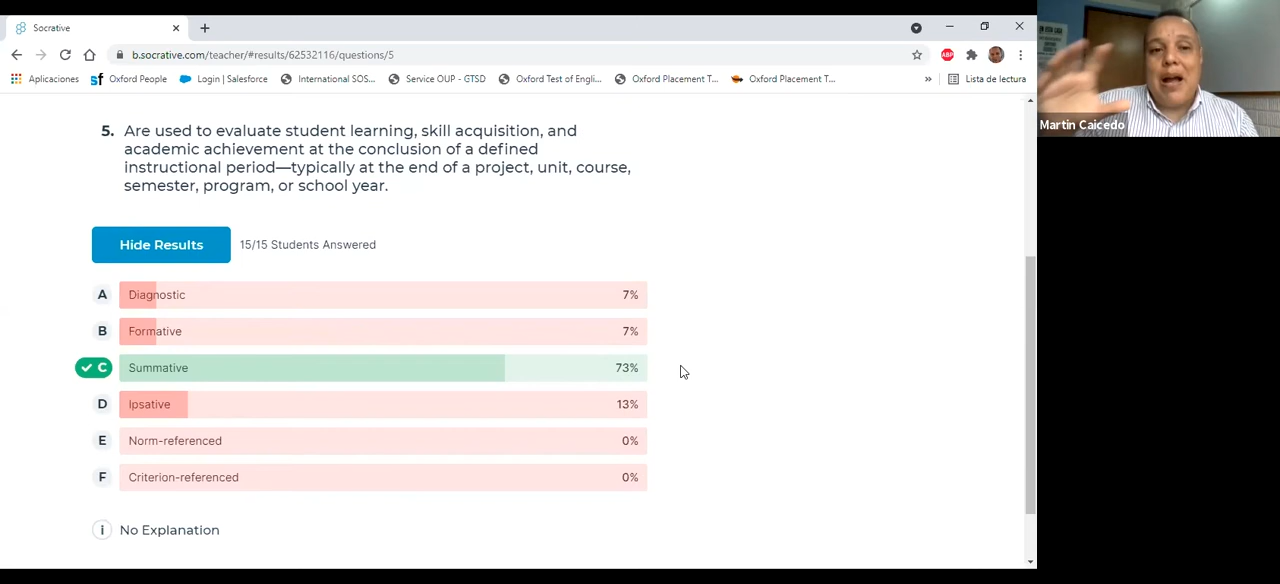 Socrative
b.socrative.com/teacher/#results/62532116/questions/5
ABP
Aplicaciones
sf Oxford People
Login | Salesforce
International SOS...
Service OUP - GTSD
Oxford Test of Engli...
Oxford Placement T...
Oxford Placement T...
»
Lista de lectura
Martin Caicedo
5. Are used to evaluate student learning, skill acquisition, and
academic achievement at the conclusion of a defined
instructional period—typically at the end of a project, unit, course,
semester, program, or school year.
Hide Results 15/15 Students Answered
A Diagnostic 7%
B Formative 7%
C Summative 73%
D Ipsative 13%
E Norm-referenced 0%
F Criterion-referenced 0%
i No Explanation